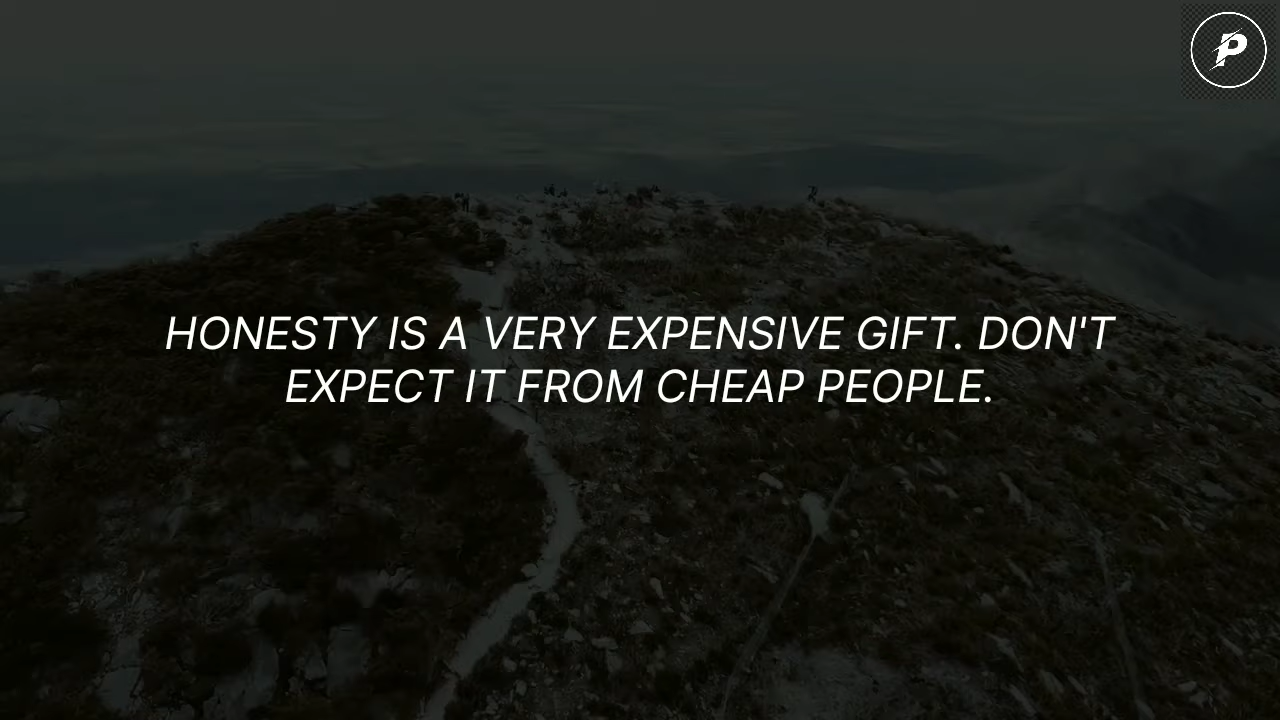 P
HONESTY IS A VERY EXPENSIVE GIFT. DON'T
EXPECT IT FROM CHEAP PEOPLE.